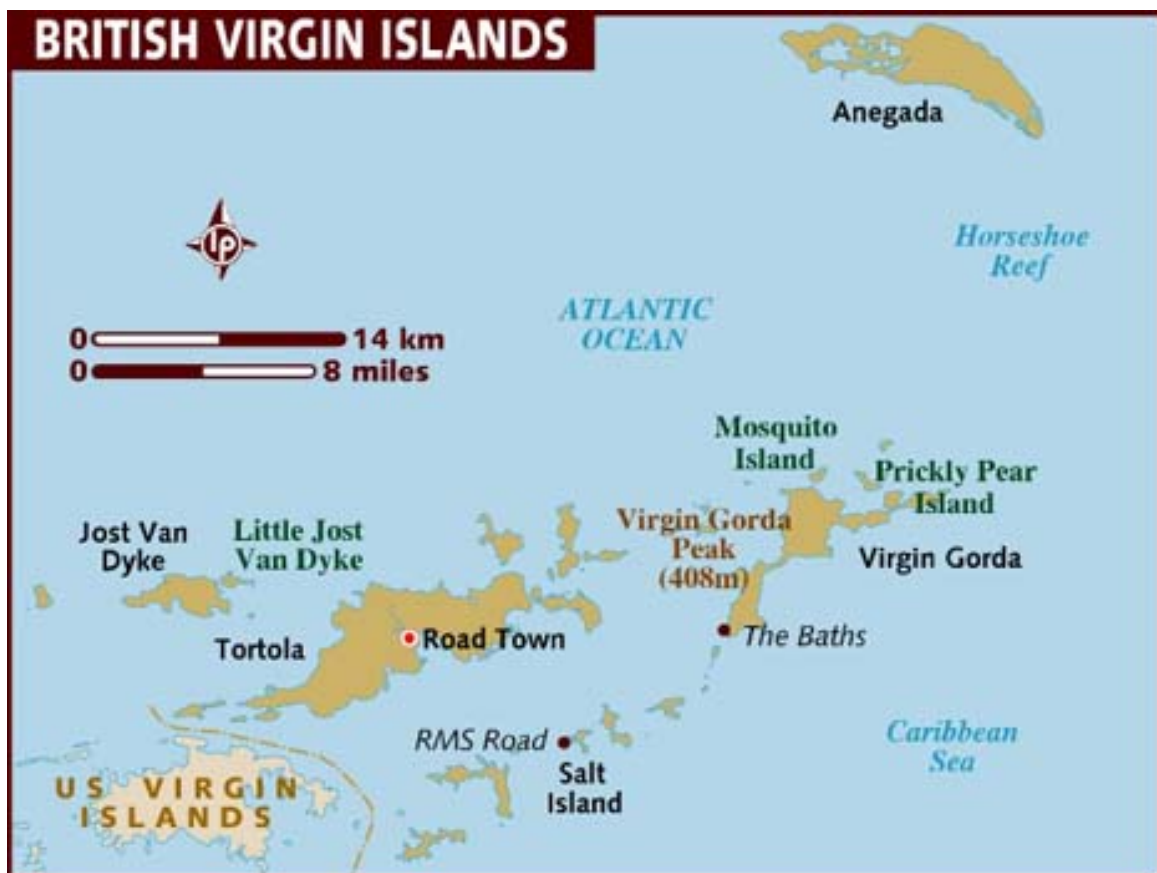 BRITISH VIRGIN ISLANDS
Anegada
Horseshoe
Reef
lp
ATLANTIC
OCEAN
0 14 km
0 8 miles
Mosquito
Island
Prickly Pear
Island
Virgin Gorda
Peak
(408m)
Virgin Gorda
Jost Van
Dyke
Little Jost
Van Dyke
Tortola
Road Town
The Baths
RMS Road
Salt
Island
Caribbean
Sea
US VIRGIN
ISLANDS